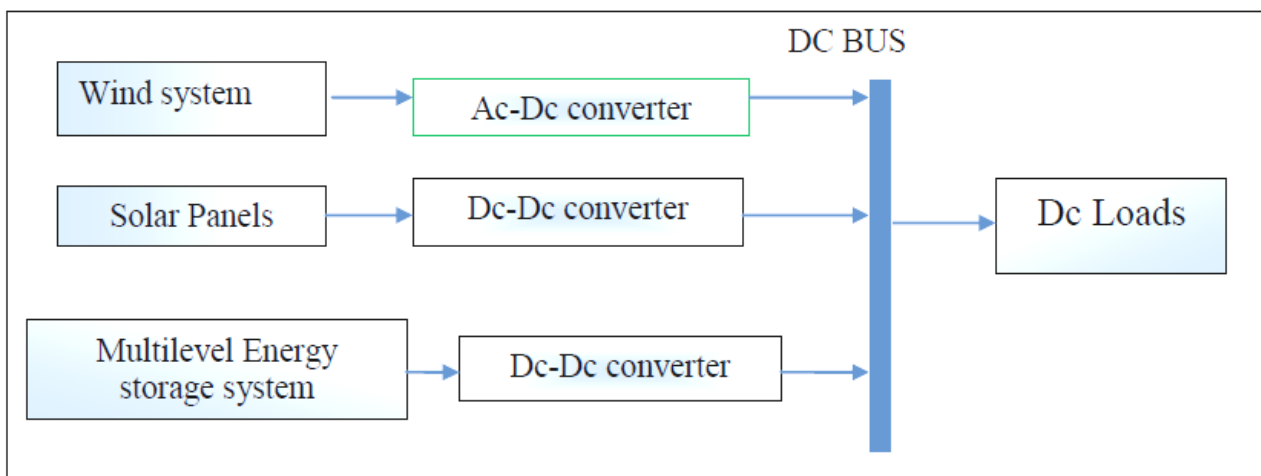 DC BUS
Wind system
Ac-Dc converter
Solar Panels
Dc-Dc converter
Dc Loads
Multilevel Energy
storage system
Dc-Dc converter